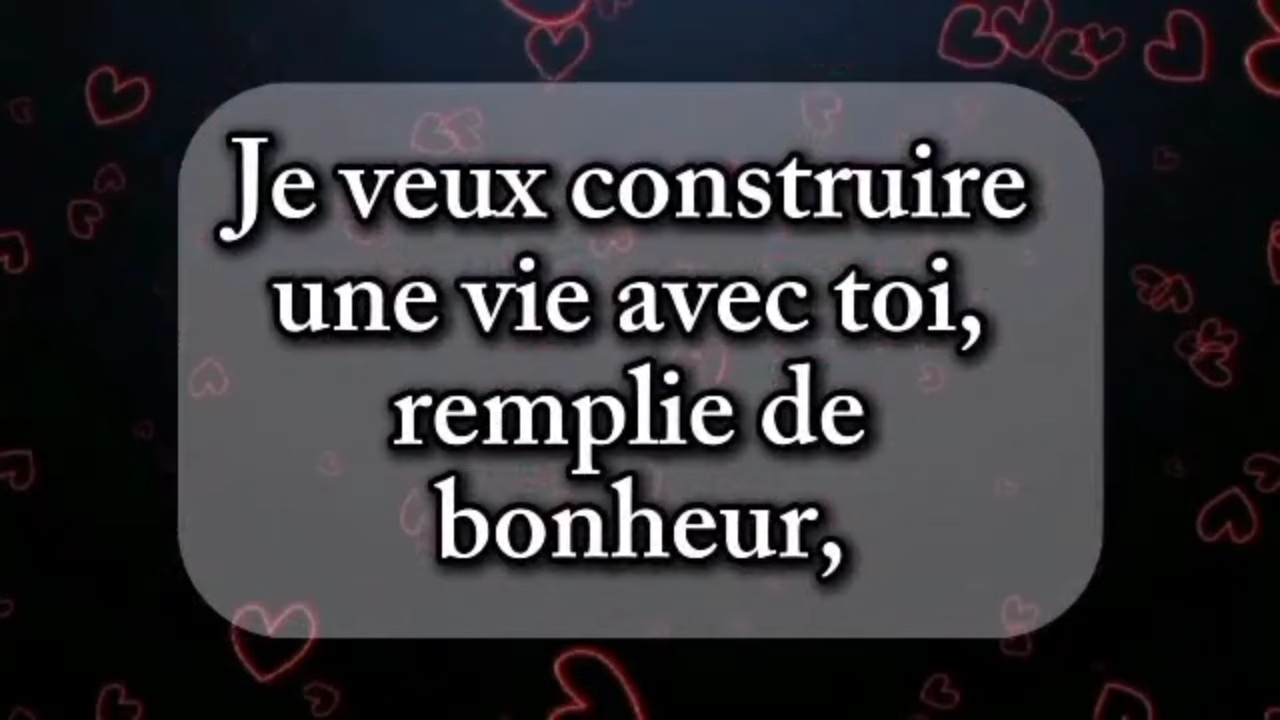 Je veux construire
une vie avec toi,
remplie de
bonheur,